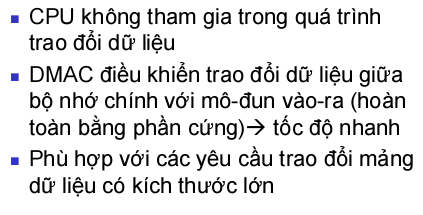 ▪ CPU không tham gia trong quá trình
trao đổi dữ liệu
▪ DMAC điều khiển trao đổi dữ liệu giữa
bộ nhớ chính với mô-đun vào-ra (hoàn
toàn bằng phần cứng)→ tốc độ nhanh
▪ Phù hợp với các yêu cầu trao đổi mảng
dữ liệu có kích thước lớn